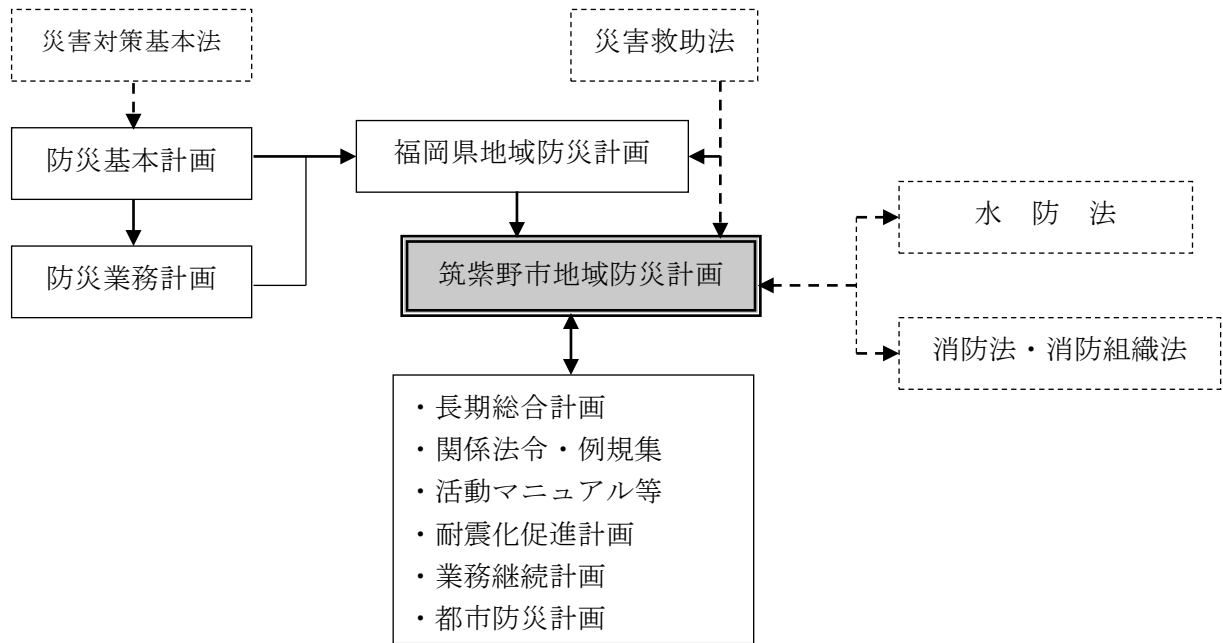 災害対策基本法
災害救助法
防災基本計画
福岡県地域防災計画
水 防 法
防災業務計画
筑紫野市地域防災計画
消防法・消防組織法
・長期総合計画
・関係法令・例規集
・活動マニュアル等
・耐震化促進計画
・業務継続計画
・都市防災計画